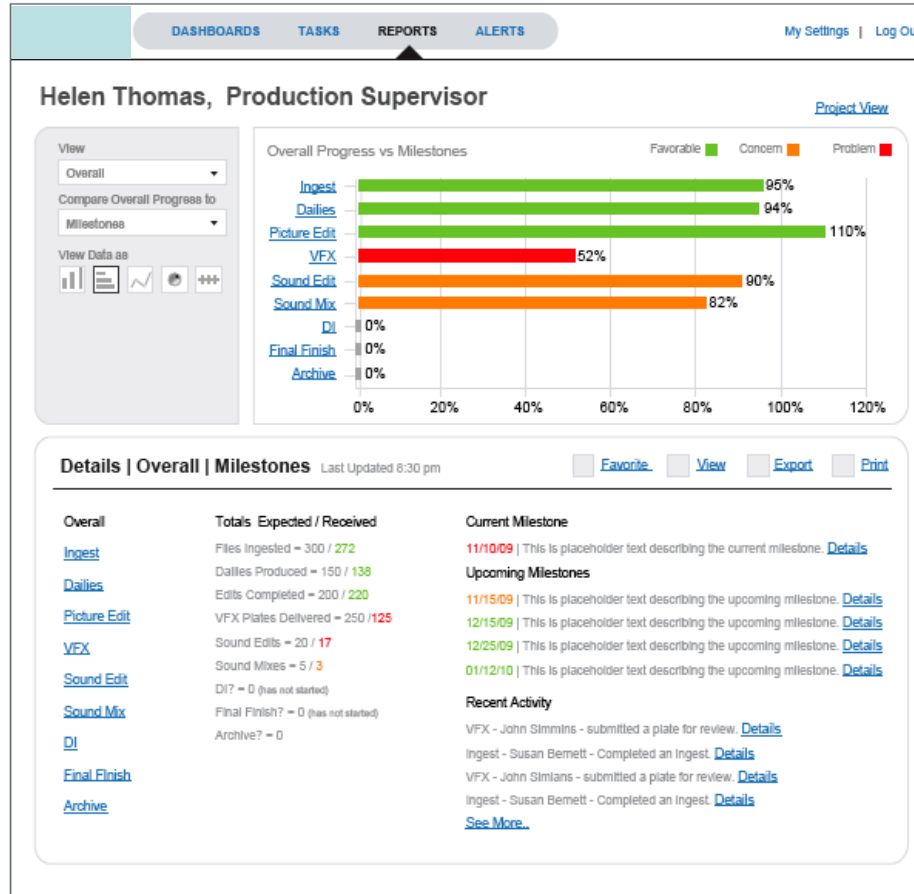 DASHBOARDS TASKS REPORTS ALERTS
My Settings | Log Ou
Helen Thomas, Production Supervisor
Project View
View
Overall
Compare Overall Progress to
Milestones
View Data as
Overall Progress vs Milestones
Favorable Concern Problem
Ingest 95%
Dailies 94%
Picture Edit 110%
VFX 52%
Sound Edit 90%
Sound Mix 82%
DI 0%
Final Finish 0%
Archive 0%
0% 20% 40% 60% 80% 100% 120%
Details | Overall | Milestones Last Updated 8:30 pm
Favorite View Export Print
Overall
Ingest
Dailies
Picture Edit
VFX
Sound Edit
Sound Mix
DI
Final Finish
Archive
Totals Expected / Received
Files Ingested = 300 / 272
Dailies Produced = 150 / 138
Edits Completed = 200 / 220
VFX Plates Delivered = 250 /125
Sound Edits = 20 / 17
Sound Mixes = 5 / 3
DI? = 0 (has not started)
Final Finish? = 0 (has not started)
Archive? = 0
Current Milestone
11/10/09 | This is placeholder text describing the current milestone. Details
Upcoming Milestones
11/15/09 | This is placeholder text describing the upcoming milestone. Details
12/15/09 | This is placeholder text describing the upcoming milestone. Details
12/25/09 | This is placeholder text describing the upcoming milestone. Details
01/12/10 | This is placeholder text describing the upcoming milestone. Details
Recent Activity
VFX - John Simmins - submitted a plate for review. Details
Ingest - Susan Bernett - Completed an Ingest. Details
VFX - John Simians - submitted a plate for review. Details
Ingest - Susan Bernett - Completed an Ingest. Details
See More..